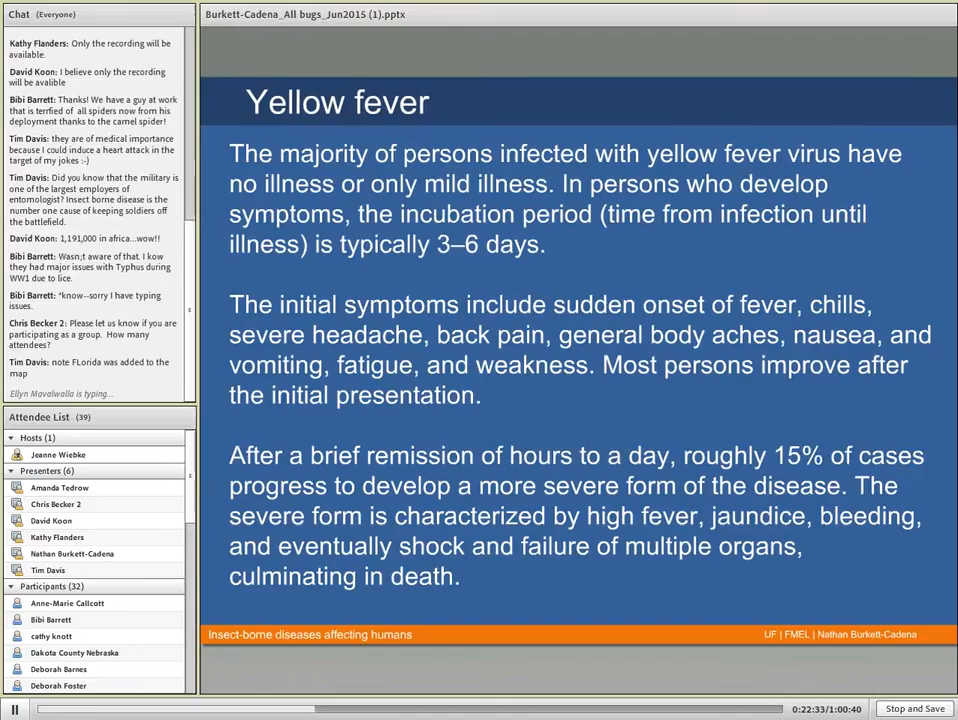 Chat (Everyone)
Kathy Flanders: Only the recording will be
available.
David Koon: I believe only the recording
will be avalible
Bibi Barrett: Thanks! We have a guy at work
that is terrfied of all spiders now from his
deployment thanks to the camel spider!
Tim Davis: they are of medical importance
because I could induce a heart attack in the
target of my jokes :-)
Tim Davis: Did you know that the military is
one of the largest employers of
entomologist? Insect borne disease is the
number one cause of keeping soldiers off
the battlefield.
David Koon: 1,191,000 in africa...wow!!
Bibi Barrett: Wasn;t aware of that. I kow
they had major issues with Typhus during
WW1 due to lice.
Bibi Barrett: *know--sorry I have typing
issues.
Chris Becker 2: Please let us know if you are
participating as a group. How many
attendees?
Tim Davis: note FLorida was added to the
map
Ellyn Mavalwalla is typing...
Attendee List (39)
Hosts (1)
Jeanne Wiebke
Presenters (6)
Amanda Tedrow
Chris Becker 2
David Koon
Kathy Flanders
Nathan Burkett-Cadena
Tim Davis
Participants (32)
Anne-Marie Callcott
Bibi Barrett
cathy knott
Dakota County Nebraska
Deborah Barnes
Deborah Foster
Burkett-Cadena_All bugs_Jun2015 (1).pptx
Yellow fever
The majority of persons infected with yellow fever virus have
no illness or only mild illness. In persons who develop
symptoms, the incubation period (time from infection until
illness) is typically 3–6 days.
The initial symptoms include sudden onset of fever, chills,
severe headache, back pain, general body aches, nausea, and
vomiting, fatigue, and weakness. Most persons improve after
the initial presentation.
After a brief remission of hours to a day, roughly 15% of cases
progress to develop a more severe form of the disease. The
severe form is characterized by high fever, jaundice, bleeding,
and eventually shock and failure of multiple organs,
culminating in death.
Insect-borne diseases affecting humans
UF | FMEL | Nathan Burkett-Cadena
0:22:33/1:00:40
Stop and Save